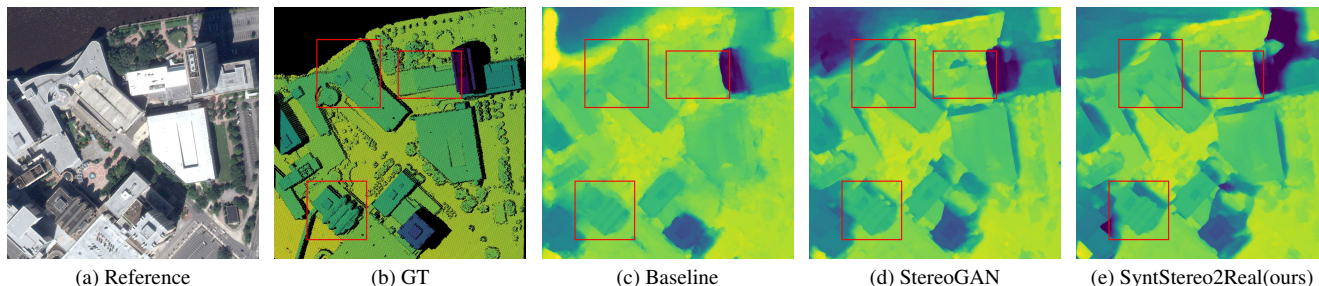 (a) Reference
(b) GT
(c) Baseline
(d) StereoGAN
(e) SyntStereo2Real(ours)